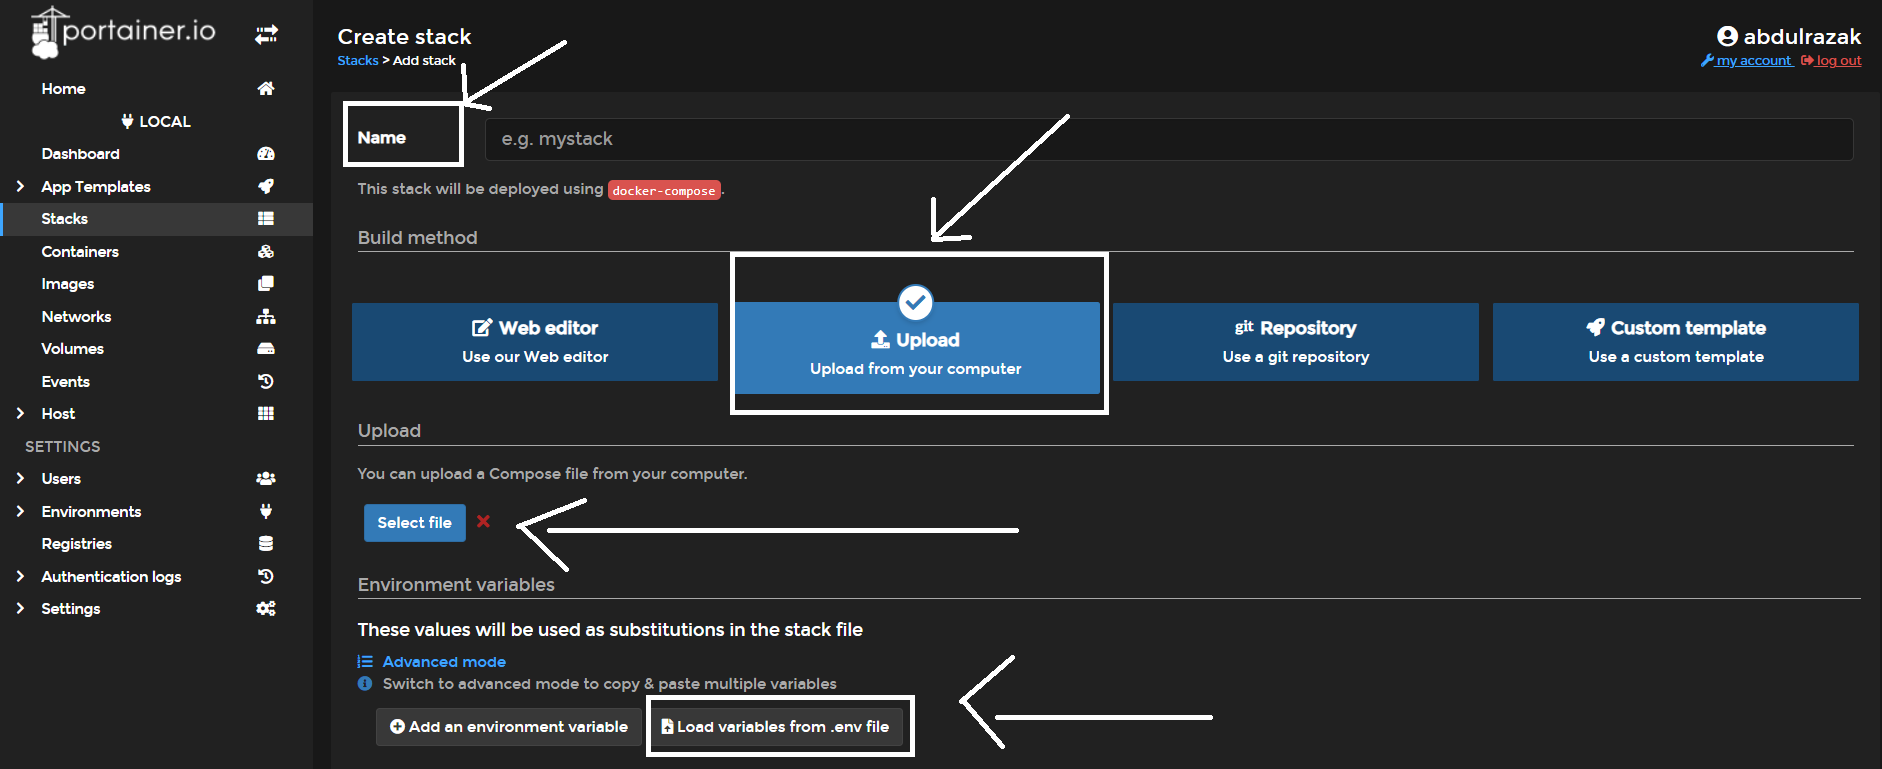 portainer.io
Home
LOCAL
Dashboard
App Templates
Stacks
Containers
Images
Networks
Volumes
Events
Host
SETTINGS
Users
Environments
Registries
Authentication logs
Settings
Create stack
Stacks > Add stack
abdulrazak
my account log out
Name
e.g. mystack
This stack will be deployed using docker-compose.
Build method
Web editor
Use our Web editor
Upload
Upload from your computer
git Repository
Use a git repository
Custom template
Use a custom template
Upload
You can upload a Compose file from your computer.
Select file
Environment variables
These values will be used as substitutions in the stack file
Advanced mode
Switch to advanced mode to copy & paste multiple variables
Add an environment variable
Load variables from .env file